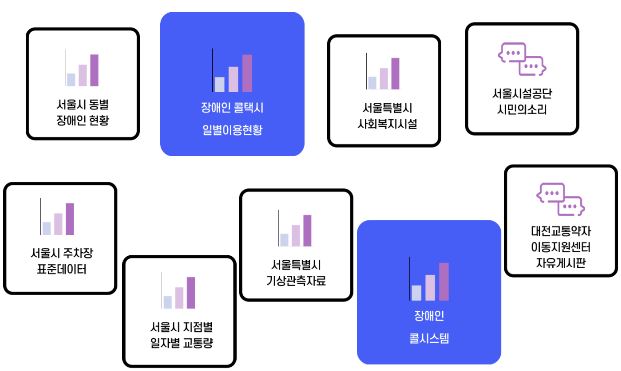 서울시 동별
장애인 현황
장애인 콜택시
일별이용현황
서울특별시
사회복지시설
서울시설공단
시민의소리
서울시 주차장
표준데이터
서울시 지점별
일자별 교통량
서울특별시
기상관측자료
장애인
콜시스템
대전교통약자
이동지원센터
자유게시판